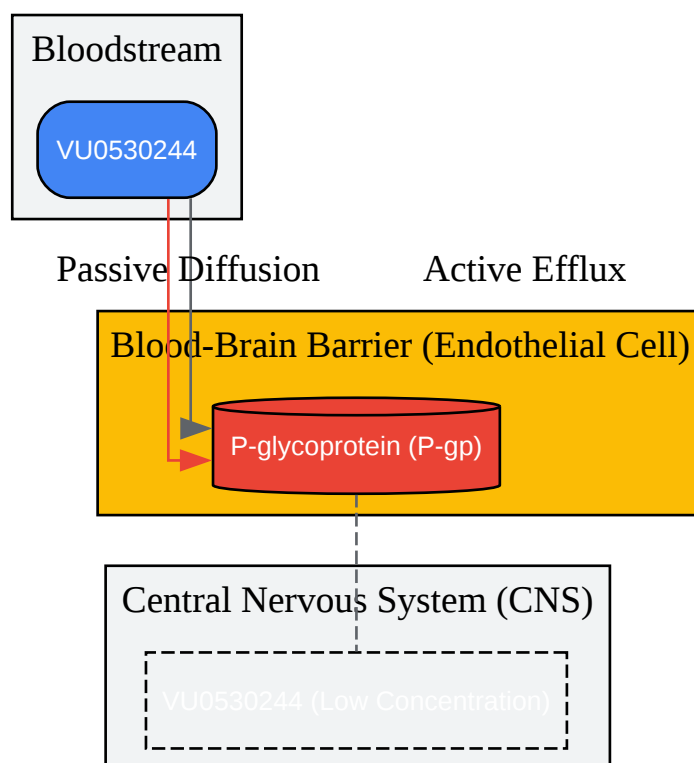 Bloodstream
VU0530244
Passive Diffusion
Active Efflux
Blood-Brain Barrier (Endothelial Cell)
P-glycoprotein (P-gp)
Central Nervous System (CNS)
VU0530244 (Low Concentration)